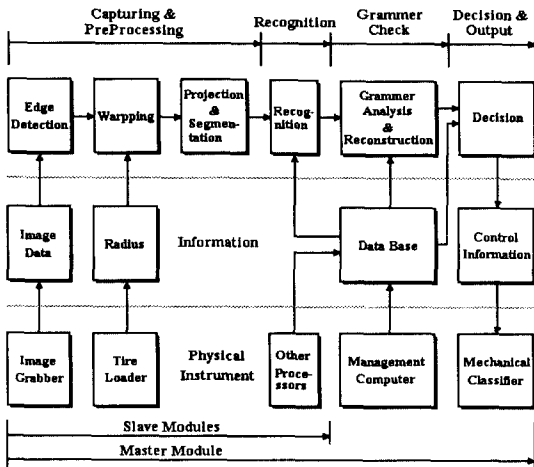 Capturing &
PreProcessing
Recognition
Grammer
Check
Decision &
Output
Edge
Detection
Warpping
Projection
&
Segmen-
tation
Recog-
nition
Grammer
Analysis
&
Reconstruction
Decision
Image
Data
Radius
Information
Data Base
Control
Information
Image
Grabber
Tire
Loader
Physical
Instrument
Other
Proce-
ssors
Management
Computer
Mechanical
Classifier
Slave Modules
Master Module